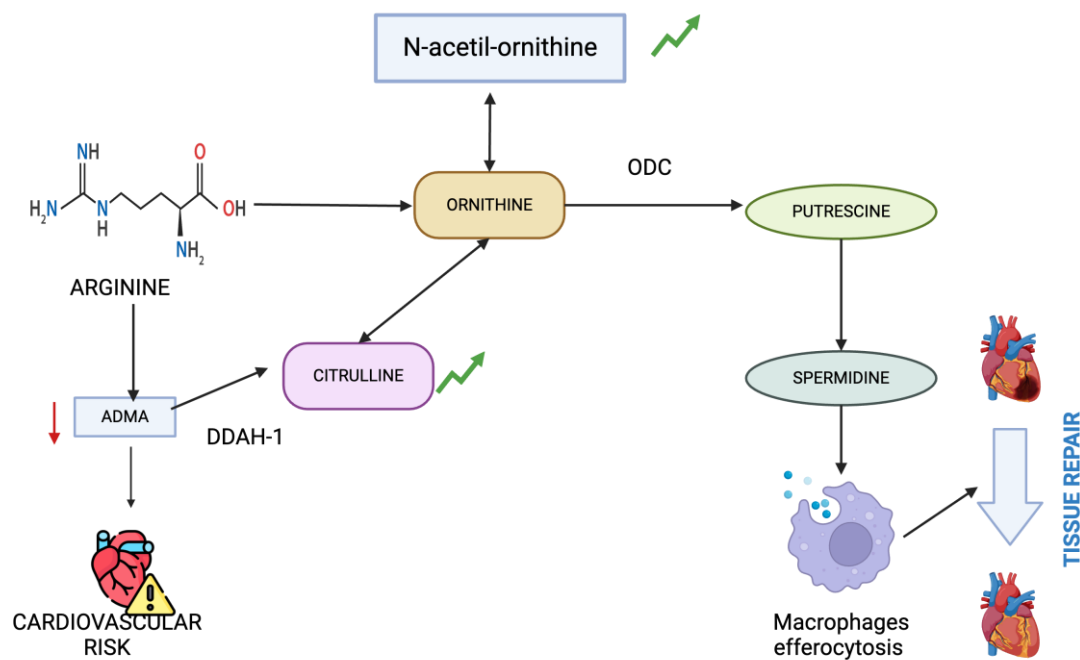 N-acetil-ornithine
NH
O
H2N
N
H
OH
NH2
ARGININE
ORNITHINE
ODC
PUTRESCINE
CITRULLINE
SPERMIDINE
ADMA
DDAH-1
TISSUE REPAIR
CARDIOVASCULAR
RISK
Macrophages
efferocytosis